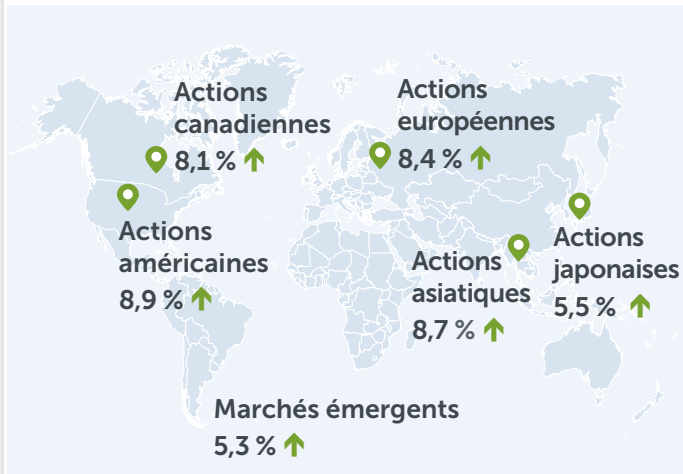 Actions
canadiennes
8,1 % ↑
Actions
européennes
8,4 % ↑
Actions
américaines
8,9 % ↑
Actions
asiatiques
8,7 % ↑
Actions
japonaises
5,5 % ↑
Marchés émergents
5,3 % ↑